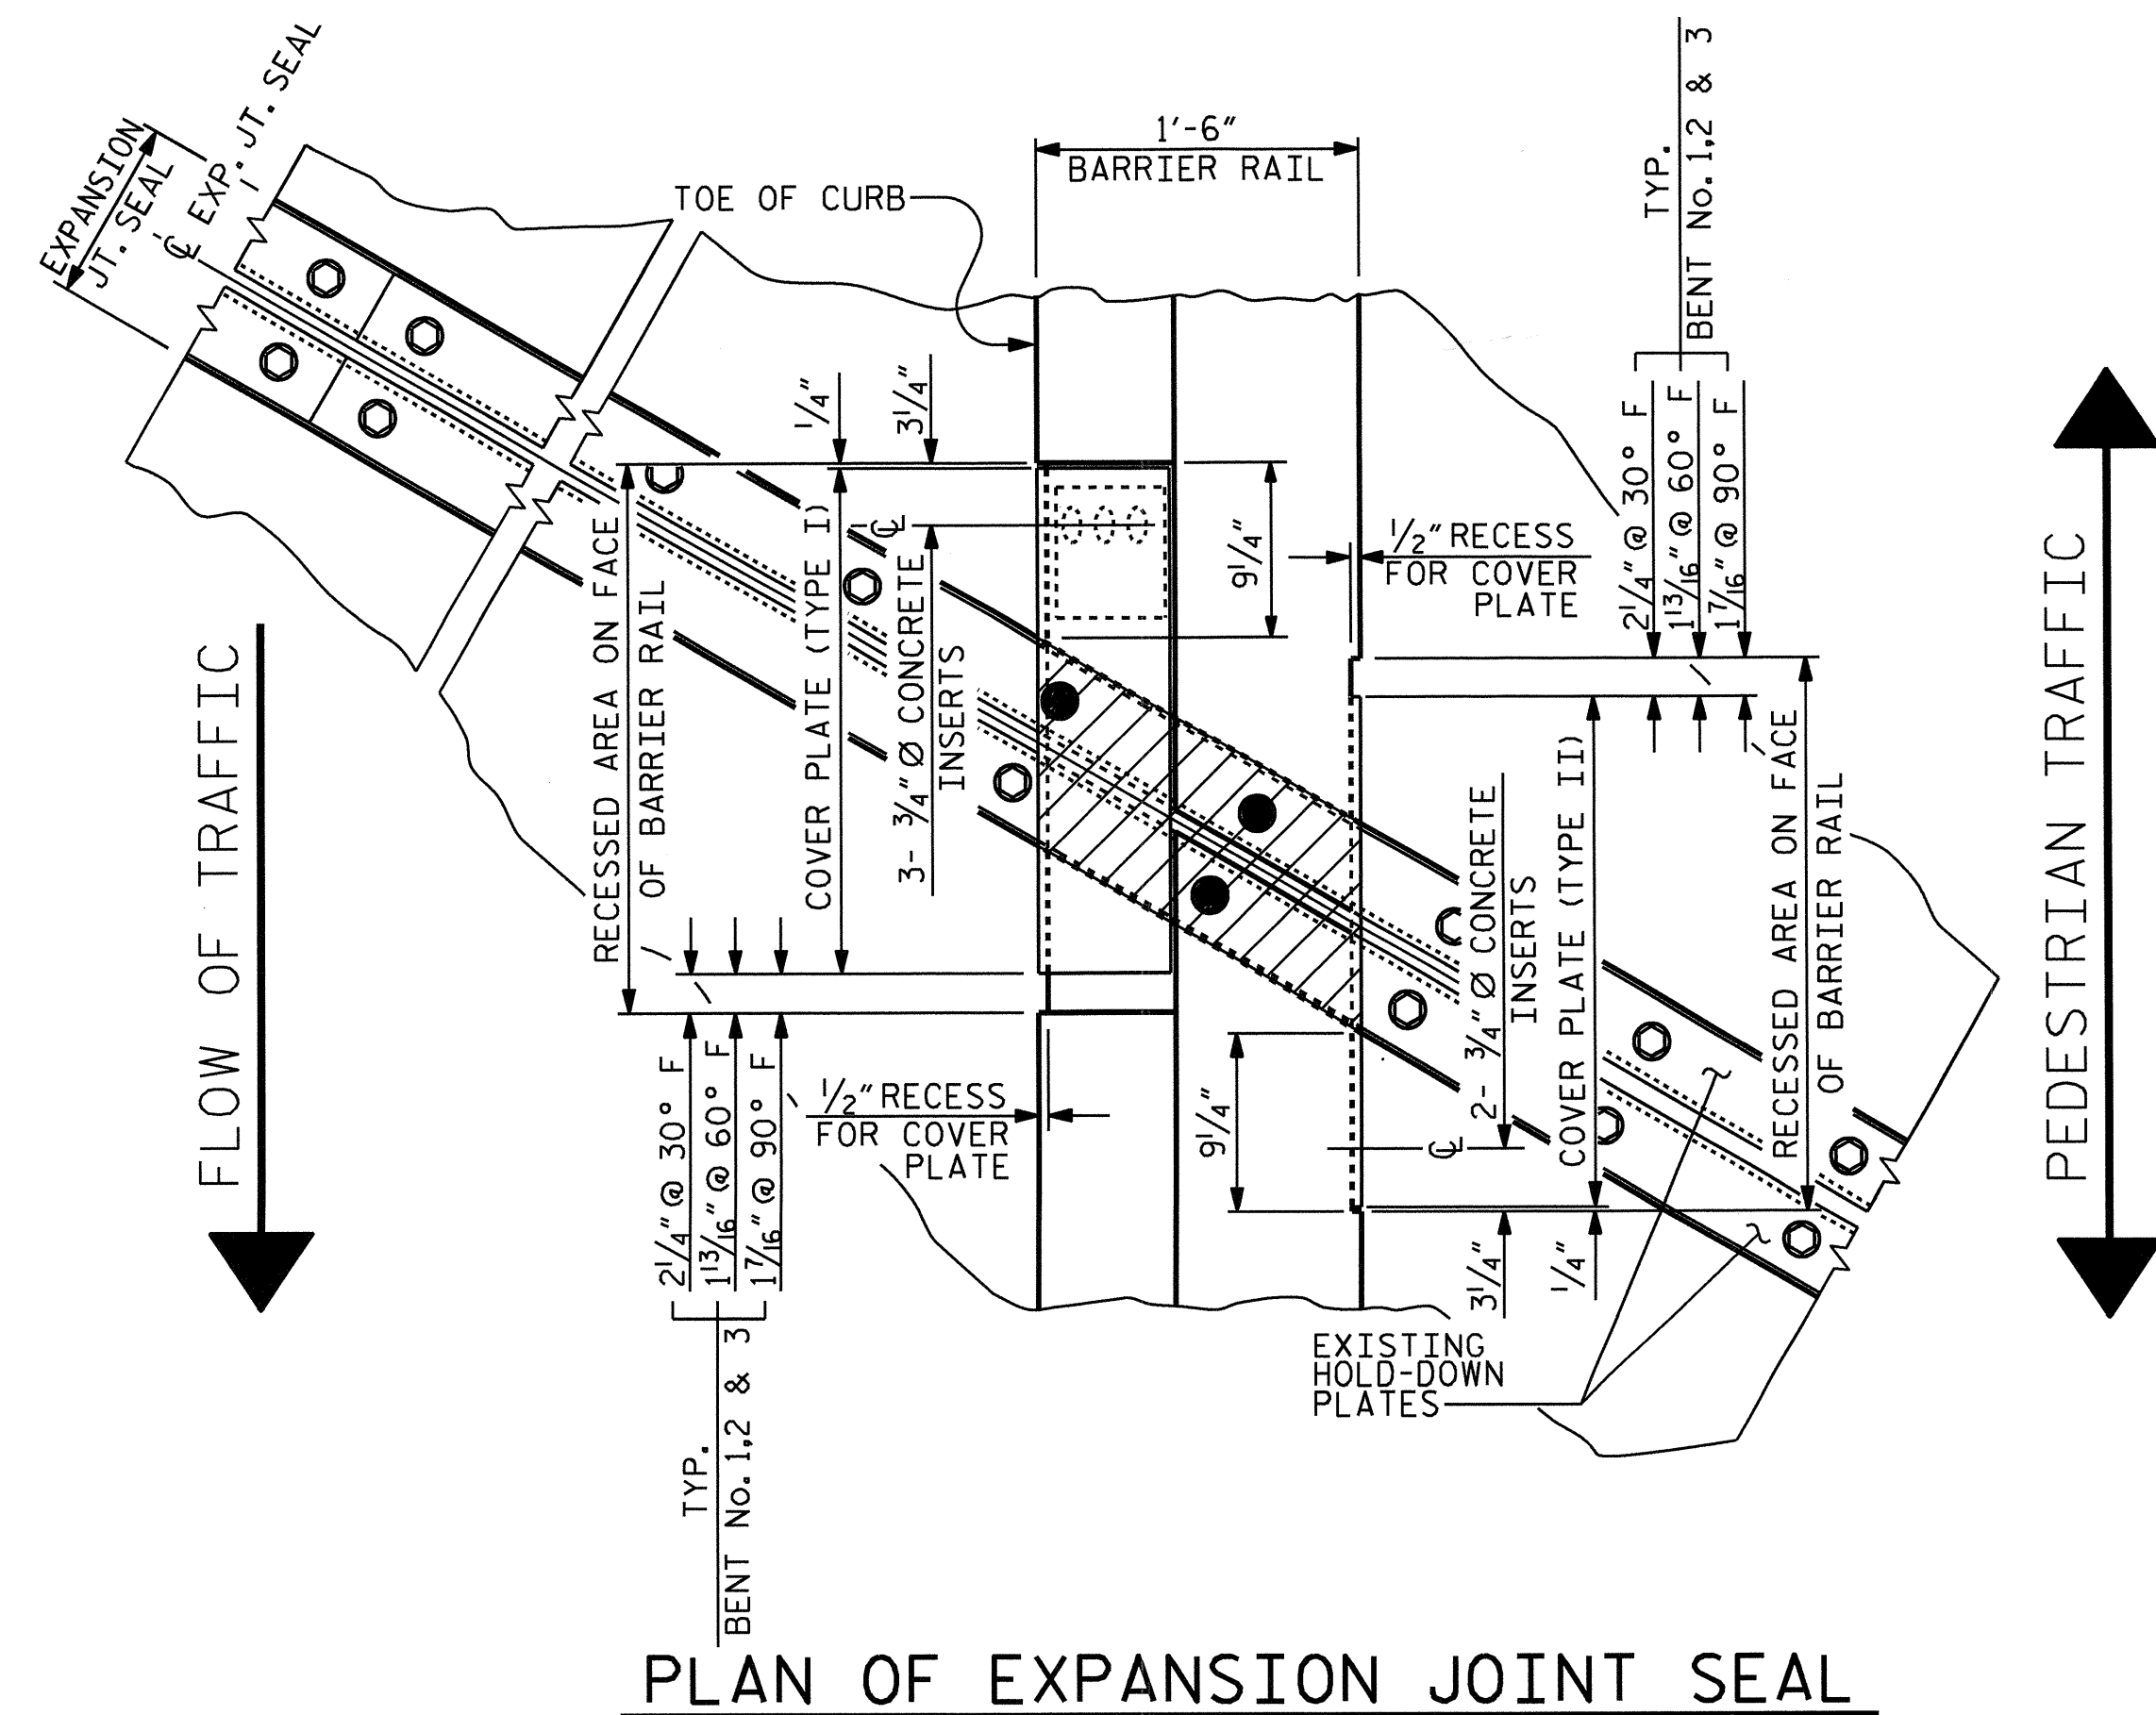 EXPANSION
JT. SEAL
℄ EXP. JT. SEAL
TOE OF CURB
1'-6"
BARRIER RAIL
TYP.
BENT No. 1,2 & 3
2 1/4" @ 30° F
1 13/16" @ 60° F
1 7/16" @ 90° F
1/4"
3 1/4"
RECESSED AREA ON FACE
OF BARRIER RAIL
COVER PLATE (TYPE I)
℄
3- 3/4" Ø CONCRETE
INSERTS
9 1/4"
1/2" RECESS
FOR COVER
PLATE
FLOW OF TRAFFIC
PEDESTRIAN TRAFFIC
2 1/4" @ 30° F
1 13/16" @ 60° F
1 7/16" @ 90° F
TYP.
BENT No. 1,2 & 3
1/2" RECESS
FOR COVER
PLATE
9 1/4"
℄
2- 3/4" Ø CONCRETE
INSERTS
COVER PLATE (TYPE II)
RECESSED AREA ON FACE
OF BARRIER RAIL
3 1/4"
1/4"
EXISTING
HOLD-DOWN
PLATES
PLAN OF EXPANSION JOINT SEAL